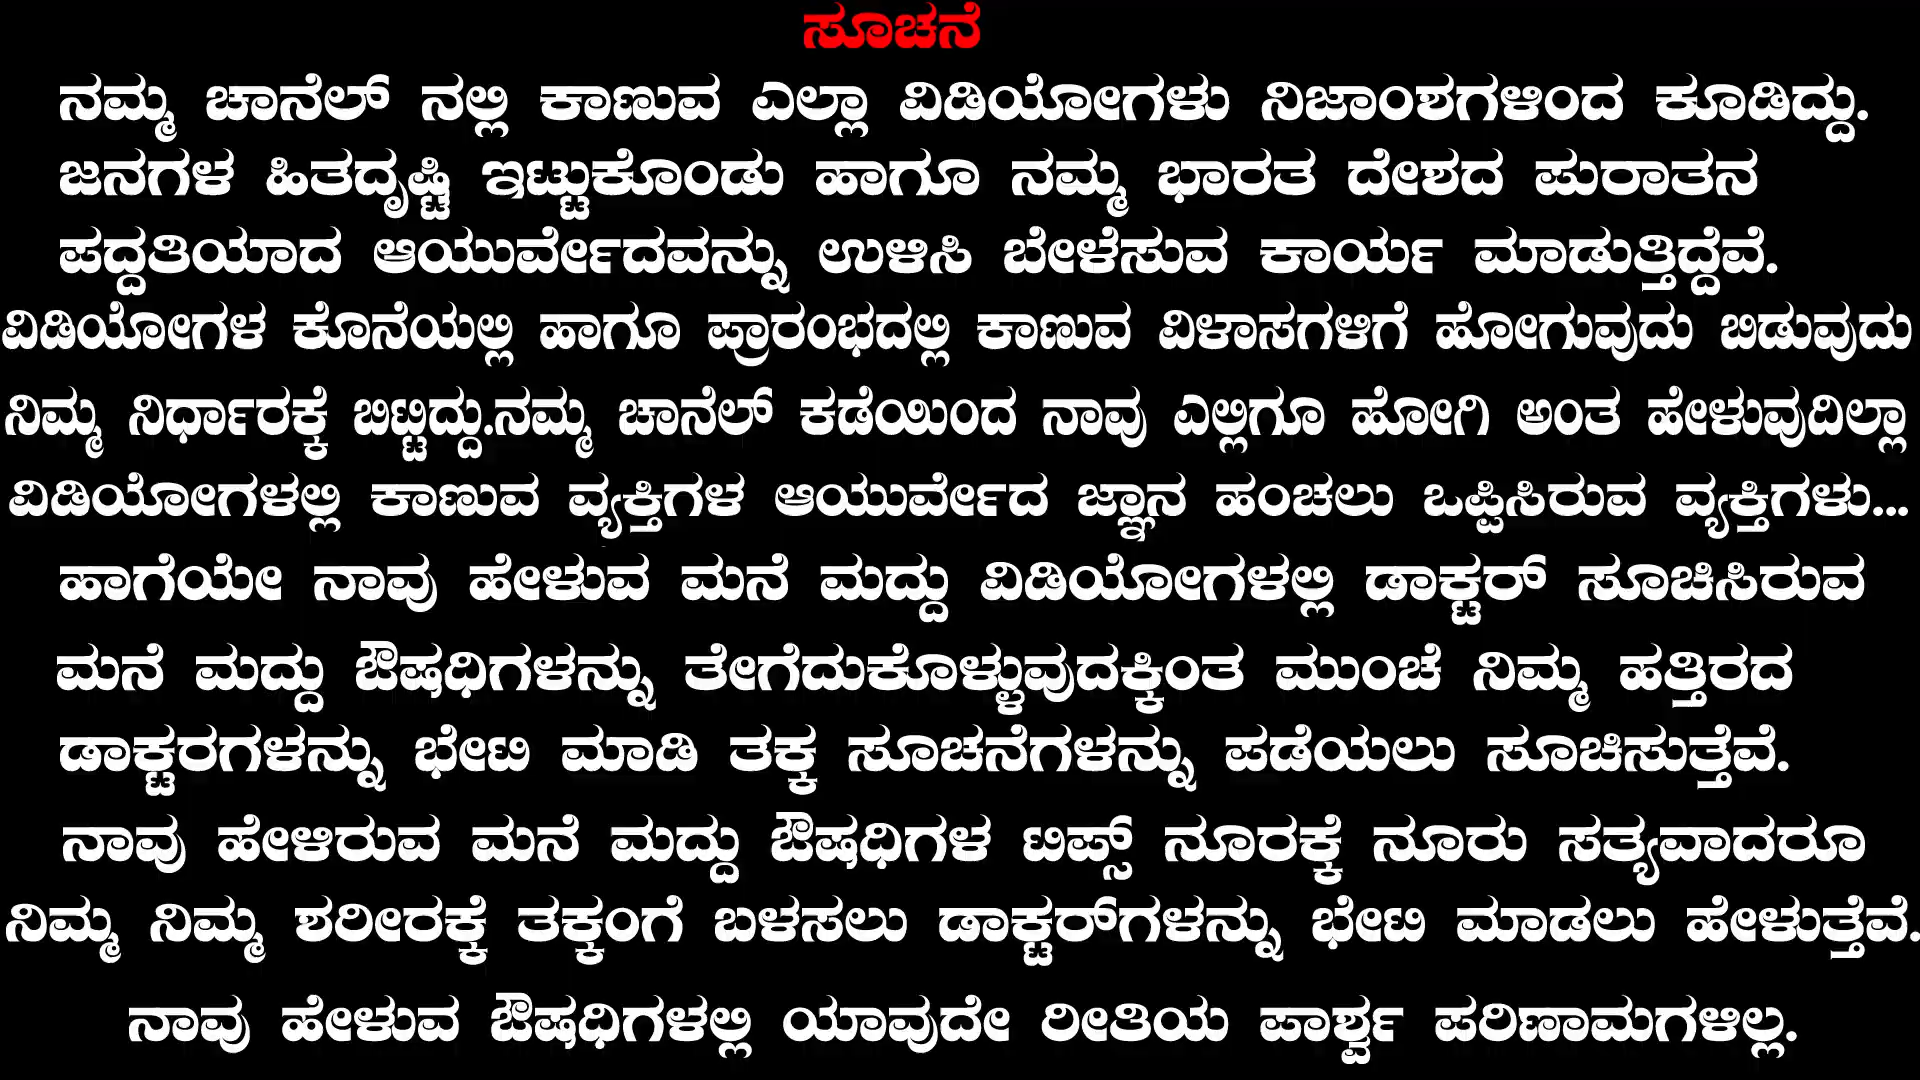 ಸೂಚನೆ
ನಮ್ಮ ಚಾನೆಲ್ ನಲ್ಲಿ ಕಾಣುವ ಎಲ್ಲಾ ವಿಡಿಯೋಗಳು ನಿಜಾಂಶಗಳಿಂದ ಕೂಡಿದ್ದು.
ಜನಗಳ ಹಿತದೃಷ್ಟಿ ಇಟ್ಟುಕೊಂಡು ಹಾಗೂ ನಮ್ಮ ಭಾರತ ದೇಶದ ಪುರಾತನ
ಪದ್ದತಿಯಾದ ಆಯುರ್ವೇದವನ್ನು ಉಳಿಸಿ ಬೇಳೆಸುವ ಕಾರ್ಯ ಮಾಡುತ್ತಿದ್ದೆವೆ.
ವಿಡಿಯೋಗಳ ಕೊನೆಯಲ್ಲಿ ಹಾಗೂ ಪ್ರಾರಂಭದಲ್ಲಿ ಕಾಣುವ ವಿಳಾಸಗಳಿಗೆ ಹೋಗುವುದು ಬಿಡುವುದು
ನಿಮ್ಮ ನಿರ್ಧಾರಕ್ಕೆ ಬಿಟ್ಟಿದ್ದು.ನಮ್ಮ ಚಾನೆಲ್ ಕಡೆಯಿಂದ ನಾವು ಎಲ್ಲಿಗೂ ಹೋಗಿ ಅಂತ ಹೇಳುವುದಿಲ್ಲಾ
ವಿಡಿಯೋಗಳಲ್ಲಿ ಕಾಣುವ ವ್ಯಕ್ತಿಗಳ ಆಯುರ್ವೇದ ಜ್ಞಾನ ಹಂಚಲು ಒಪ್ಪಿಸಿರುವ ವ್ಯಕ್ತಿಗಳು...
ಹಾಗೆಯೇ ನಾವು ಹೇಳುವ ಮನೆ ಮದ್ದು ವಿಡಿಯೋಗಳಲ್ಲಿ ಡಾಕ್ಟರ್ ಸೂಚಿಸಿರುವ
ಮನೆ ಮದ್ದು ಔಷಧಿಗಳನ್ನು ತೇಗೆದುಕೊಳ್ಳುವುದಕ್ಕಿಂತ ಮುಂಚೆ ನಿಮ್ಮ ಹತ್ತಿರದ
ಡಾಕ್ಟರಗಳನ್ನು ಭೇಟಿ ಮಾಡಿ ತಕ್ಕ ಸೂಚನೆಗಳನ್ನು ಪಡೆಯಲು ಸೂಚಿಸುತ್ತೆವೆ.
ನಾವು ಹೇಳಿರುವ ಮನೆ ಮದ್ದು ಔಷಧಿಗಳ ಟಿಪ್ಸ್ ನೂರಕ್ಕೆ ನೂರು ಸತ್ಯವಾದರೂ
ನಿಮ್ಮ ನಿಮ್ಮ ಶರೀರಕ್ಕೆ ತಕ್ಕಂಗೆ ಬಳಸಲು ಡಾಕ್ಟರ್‌ಗಳನ್ನು ಭೇಟಿ ಮಾಡಲು ಹೇಳುತ್ತೆವೆ.
ನಾವು ಹೇಳುವ ಔಷಧಿಗಳಲ್ಲಿ ಯಾವುದೇ ರೀತಿಯ ಪಾರ್ಶ್ವ ಪರಿಣಾಮಗಳಿಲ್ಲ.